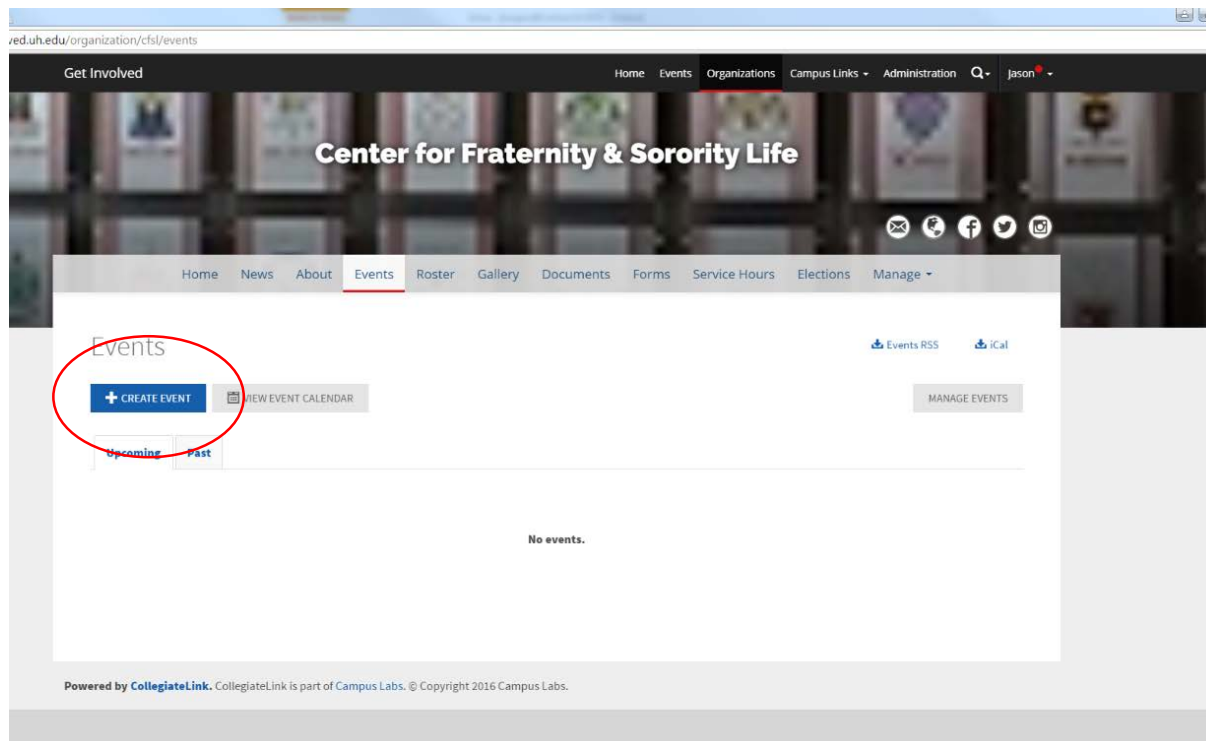 ved.uh.edu/organization/cfsl/events
Get Involved Home Events Organizations Campus Links Administration Jason
Center for Fraternity & Sorority Life
Home News About Events Roster Gallery Documents Forms Service Hours Elections Manage
Events Events RSS iCal
CREATE EVENT VIEW EVENT CALENDAR MANAGE EVENTS
Upcoming Past
No events.
Powered by CollegiateLink. CollegiateLink is part of Campus Labs. © Copyright 2016 Campus Labs.